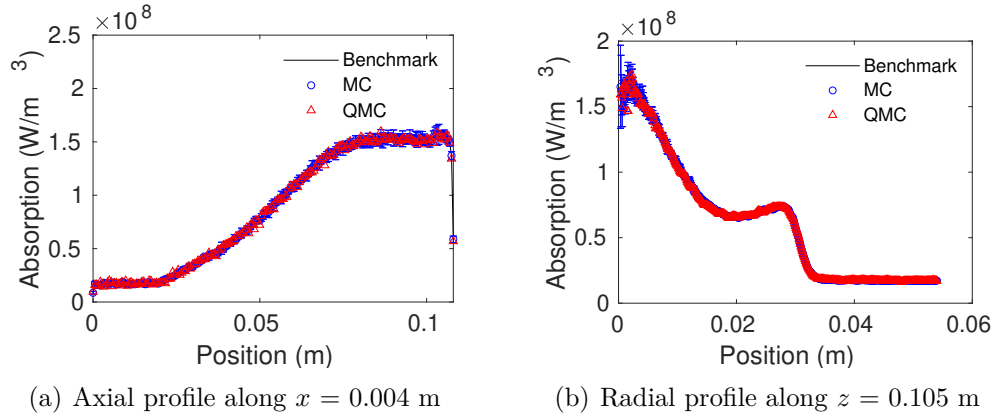 ×10^8
2.5
2
1.5
1
0.5
0
0 0.05 0.1
Absorption (W/m^3)
Position (m)
Benchmark
MC
QMC
(a) Axial profile along x = 0.004 m
×10^8
2
1.5
1
0.5
0
0 0.02 0.04 0.06
Absorption (W/m^3)
Position (m)
Benchmark
MC
QMC
(b) Radial profile along z = 0.105 m